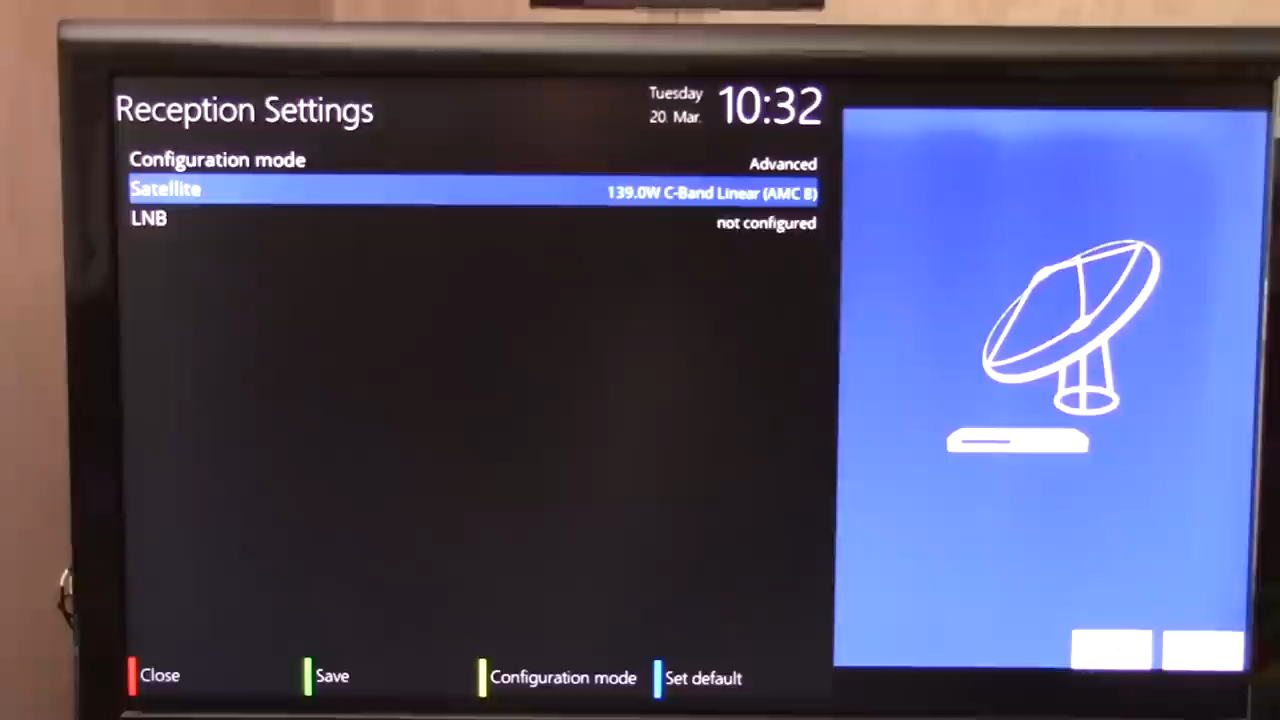 Reception Settings
Tuesday
20. Mar.
10:32
Configuration mode Advanced
Satellite 139.0W C-Band Linear (AMC 8)
LNB not configured
Close Save Configuration mode Set default